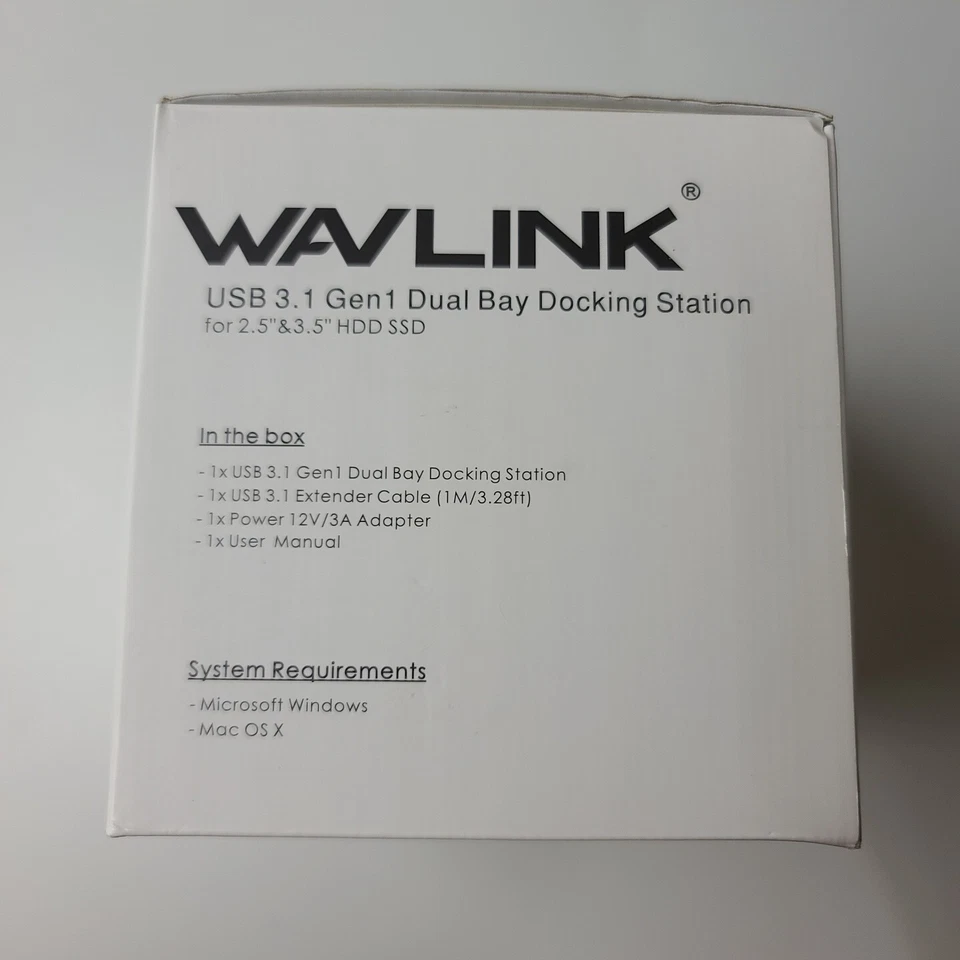 WAVLINK®
USB 3.1 Gen1 Dual Bay Docking Station
for 2.5"&3.5" HDD SSD
In the box
- 1x USB 3.1 Gen1 Dual Bay Docking Station
- 1x USB 3.1 Extender Cable (1M/3.28ft)
- 1x Power 12V/3A Adapter
- 1x User Manual
System Requirements
- Microsoft Windows
- Mac OS X